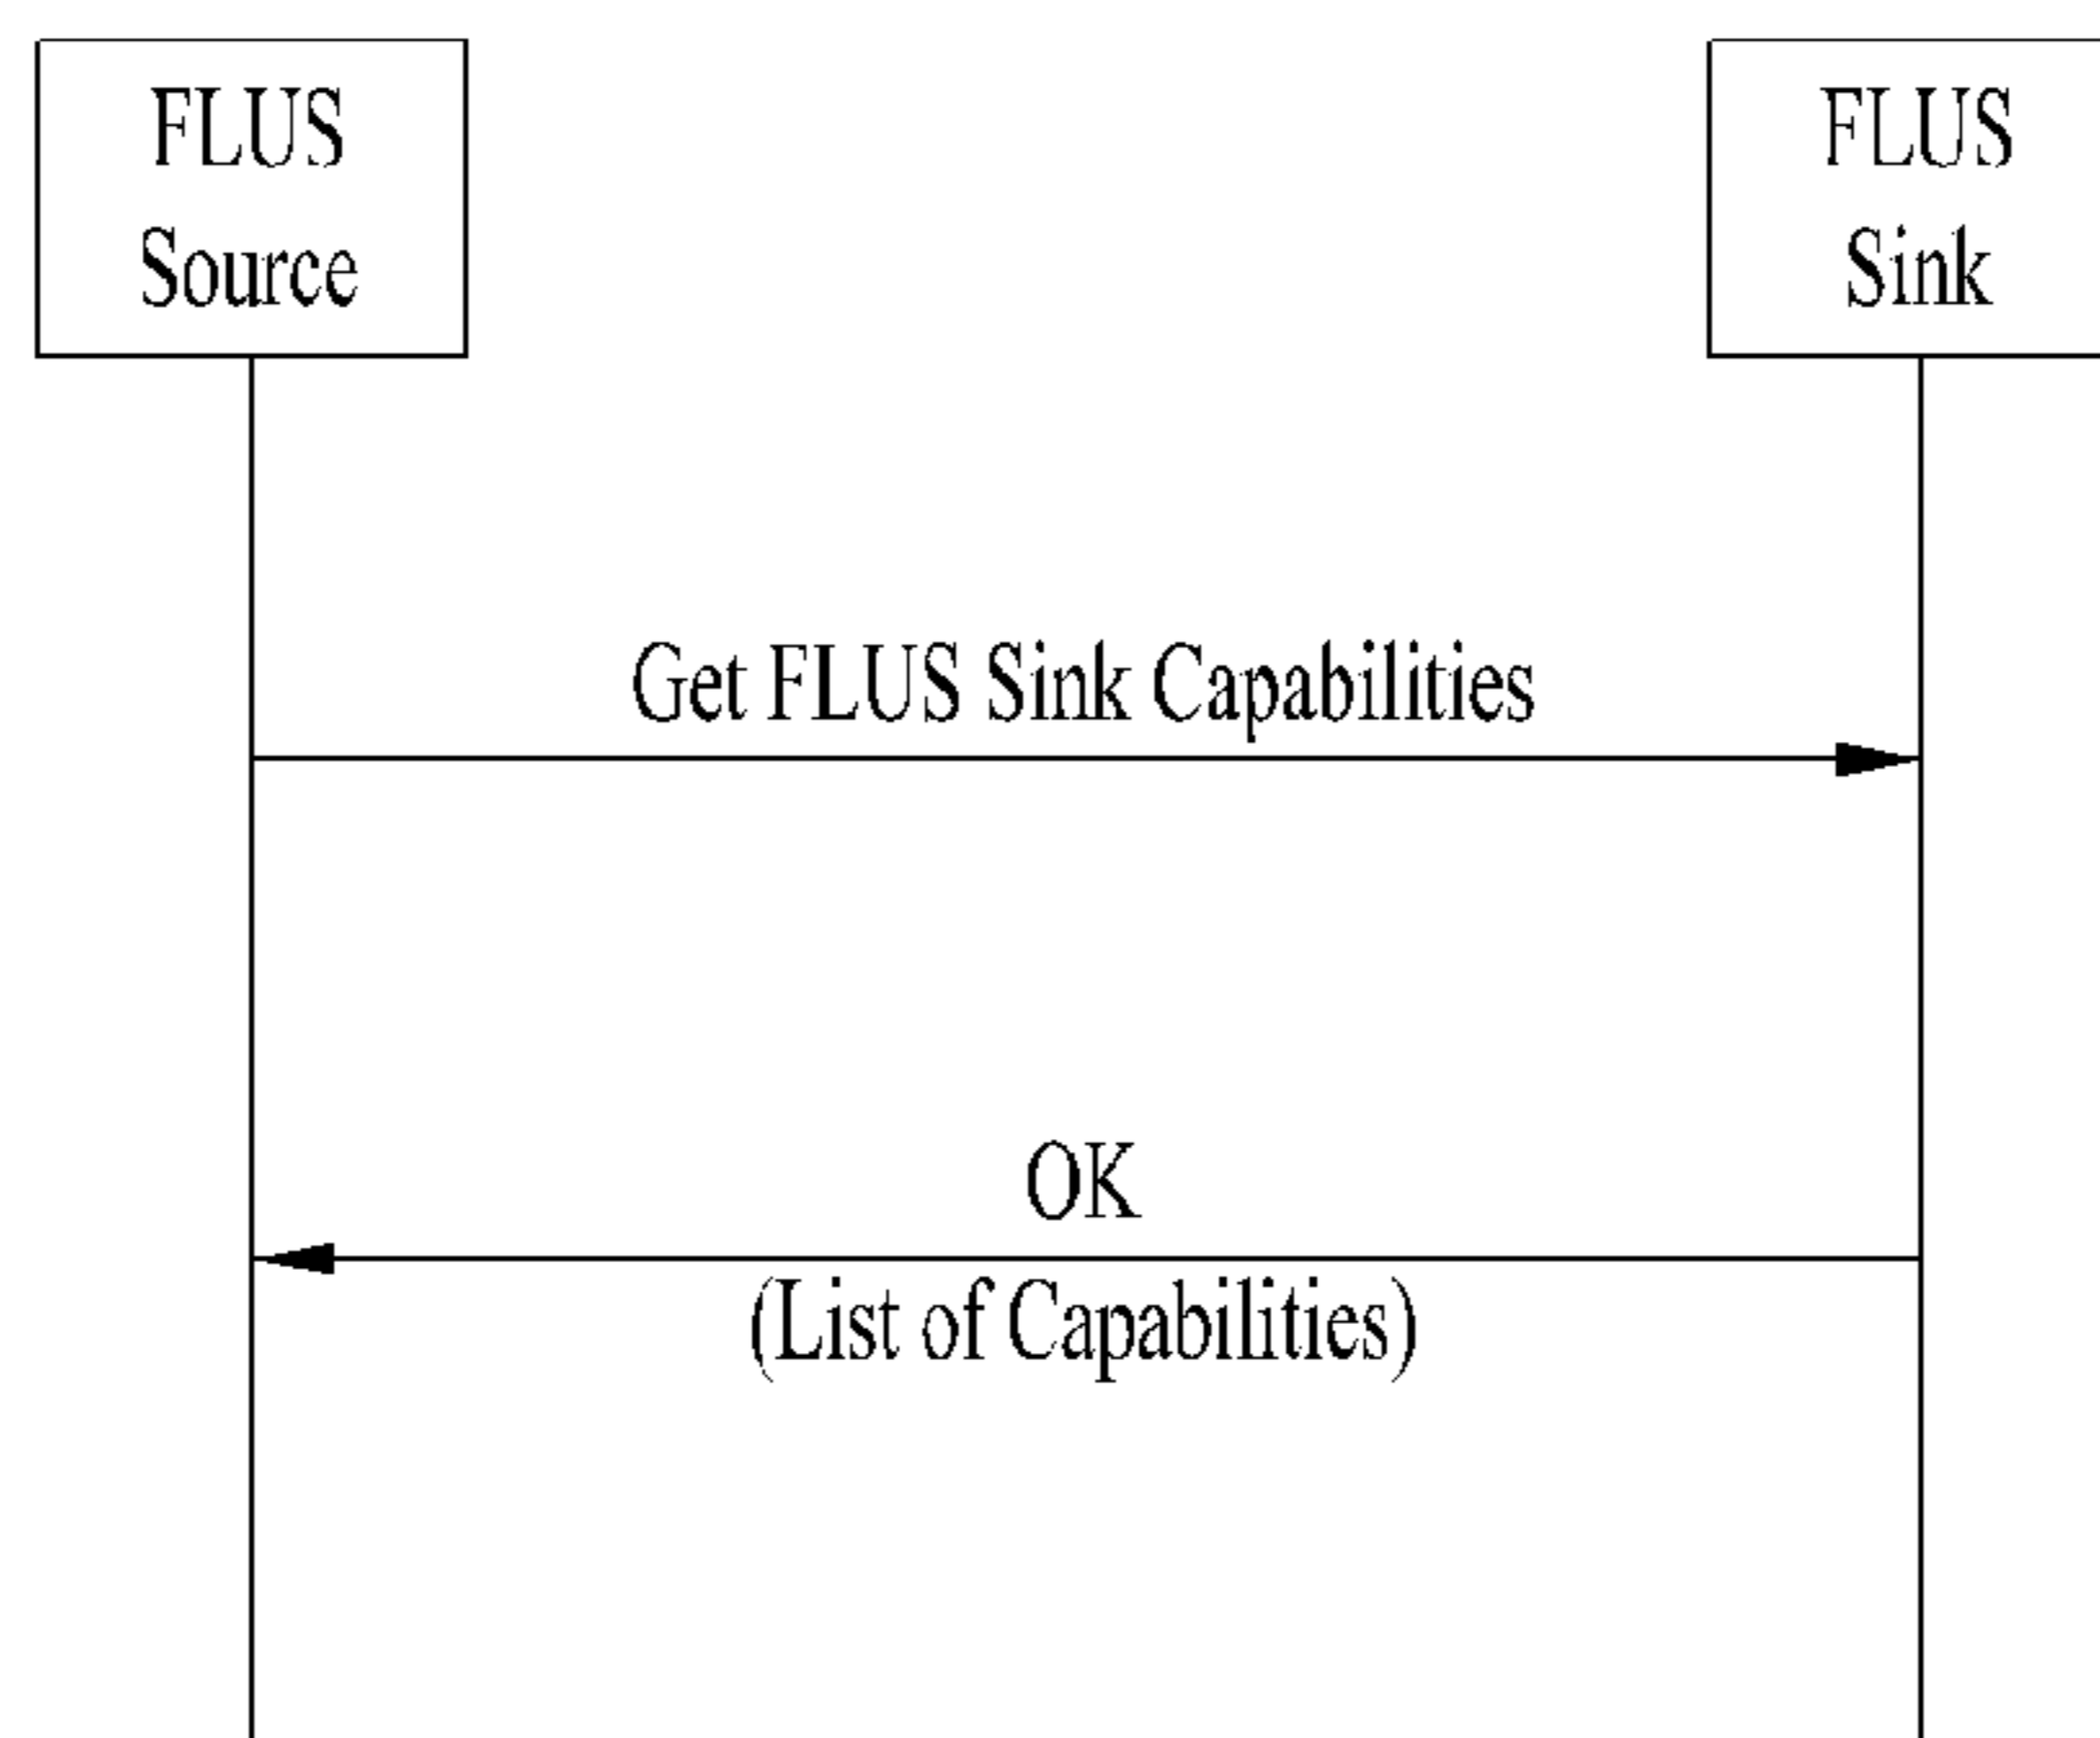 FLUS
Source
FLUS
Sink
Get FLUS Sink Capabilities
OK
(List of Capabilities)